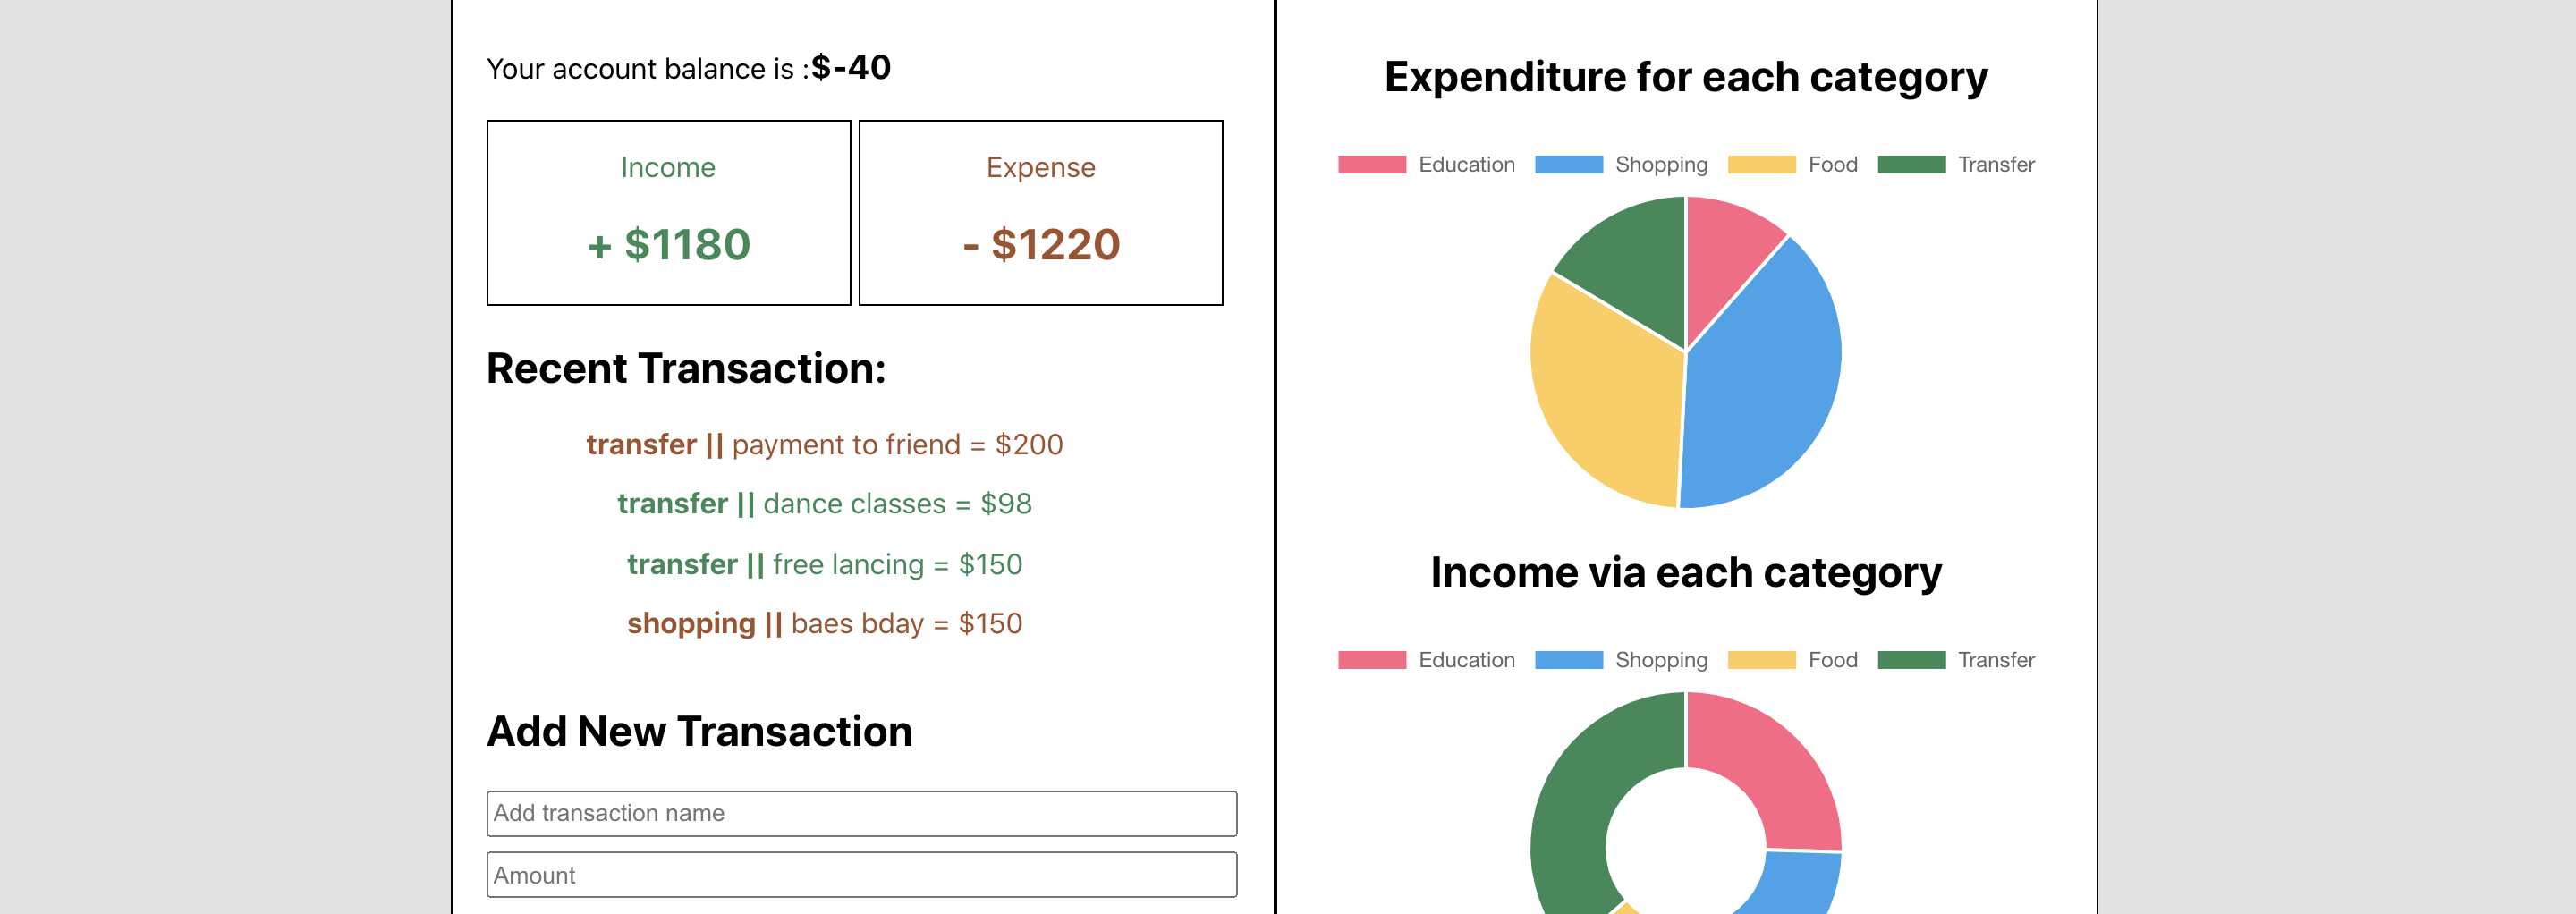 Your account balance is :$-40
Income
+ $1180
Expense
- $1220
Recent Transaction:
transfer || payment to friend = $200
transfer || dance classes = $98
transfer || free lancing = $150
shopping || baes bday = $150
Add New Transaction
Add transaction name
Amount
Expenditure for each category
Education Shopping Food Transfer
Income via each category
Education Shopping Food Transfer